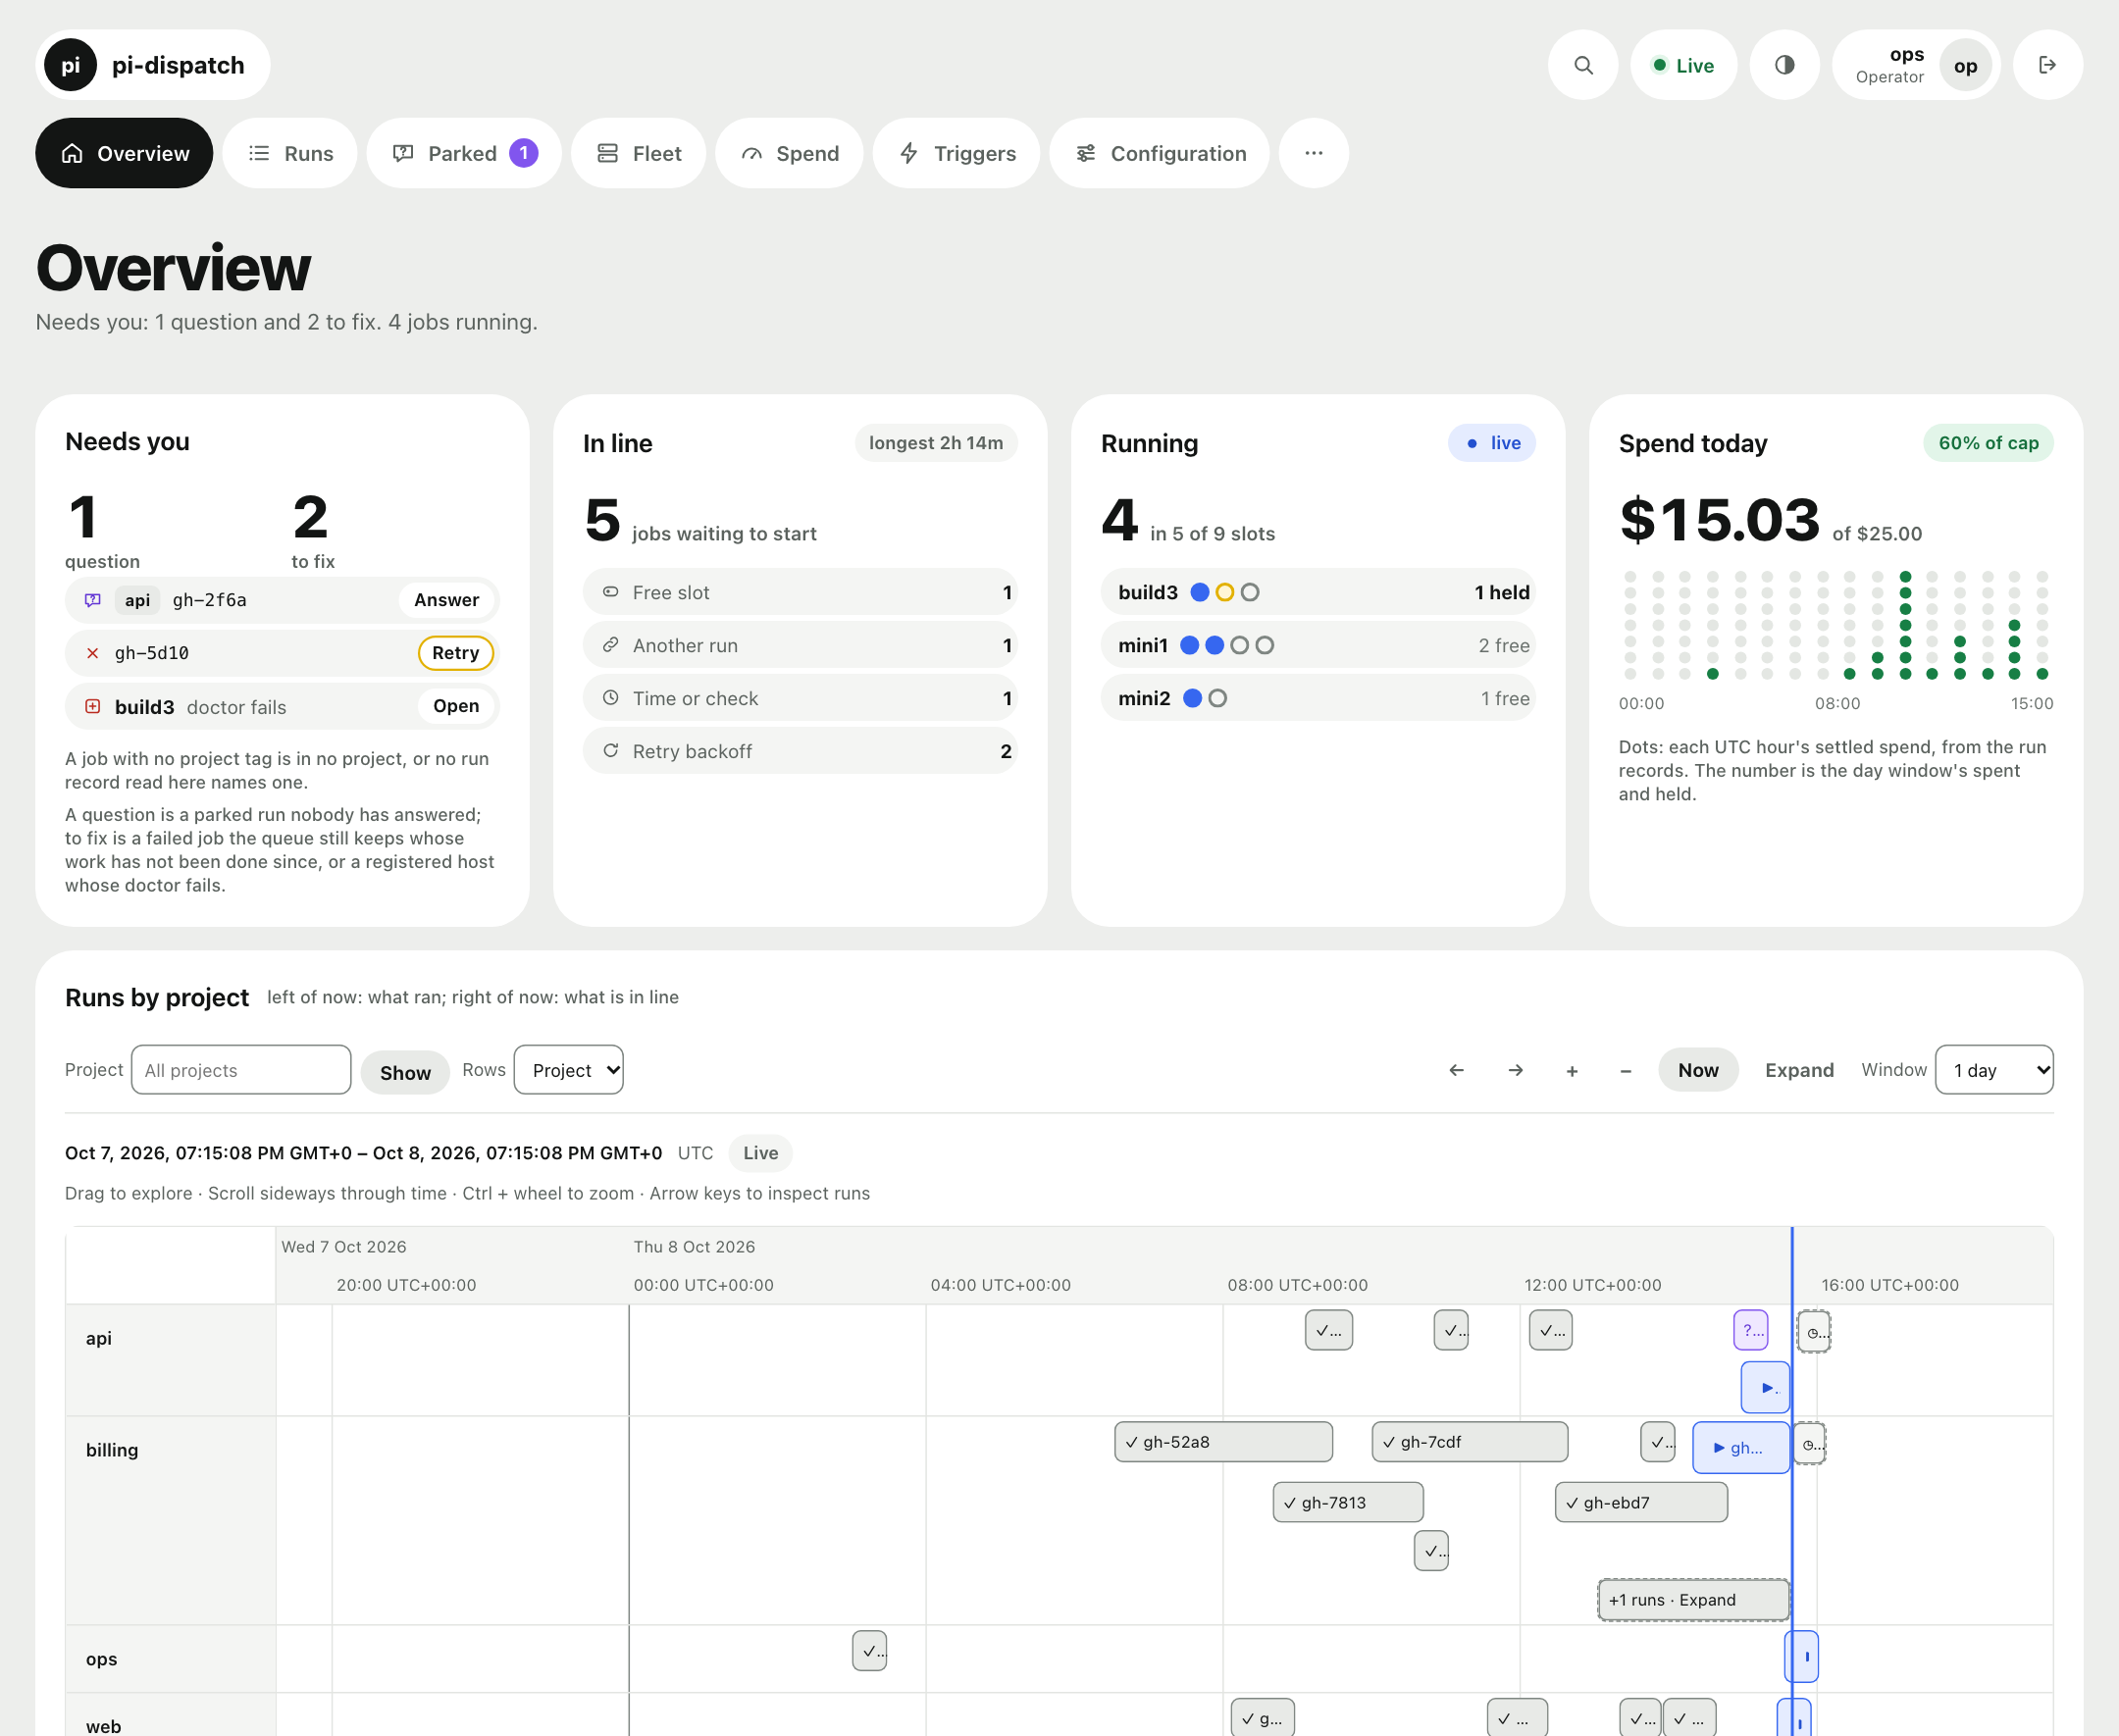 pi pi-dispatch
Live
ops
Operator
op
Overview
Runs
Parked 1
Fleet
Spend
Triggers
Configuration
...
Overview
Needs you: 1 question and 2 to fix. 4 jobs running.
Needs you
1
question
2
to fix
api gh-2f6a Answer
gh-5d10 Retry
build3 doctor fails Open
A job with no project tag is in no project, or no run
record read here names one.
A question is a parked run nobody has answered;
to fix is a failed job the queue still keeps whose
work has not been done since, or a registered host
whose doctor fails.
In line longest 2h 14m
5 jobs waiting to start
Free slot 1
Another run 1
Time or check 1
Retry backoff 2
Running live
4 in 5 of 9 slots
build3 1 held
mini1 2 free
mini2 1 free
Spend today 60% of cap
$15.03 of $25.00
00:00 08:00 15:00
Dots: each UTC hour's settled spend, from the run
records. The number is the day window's spent
and held.
Runs by project left of now: what ran; right of now: what is in line
Project All projects Show Rows Project ← → + − Now Expand Window 1 day
Oct 7, 2026, 07:15:08 PM GMT+0 – Oct 8, 2026, 07:15:08 PM GMT+0 UTC Live
Drag to explore · Scroll sideways through time · Ctrl + wheel to zoom · Arrow keys to inspect runs
Wed 7 Oct 2026 Thu 8 Oct 2026
20:00 UTC+00:00 00:00 UTC+00:00 04:00 UTC+00:00 08:00 UTC+00:00 12:00 UTC+00:00 16:00 UTC+00:00
api ✓... ✓... ✓... ?... ◷...
▶.
billing ✓ gh-52a8 ✓ gh-7cdf ✓... ▶ gh... ◷...
✓ gh-7813 ✓ gh-ebd7
✓...
+1 runs · Expand
ops ✓...
web ✓ g... ✓ ... ✓... ✓ ...